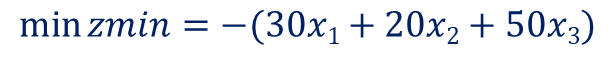 min zmin = −(30x₁ + 20x₂ + 50x₃)